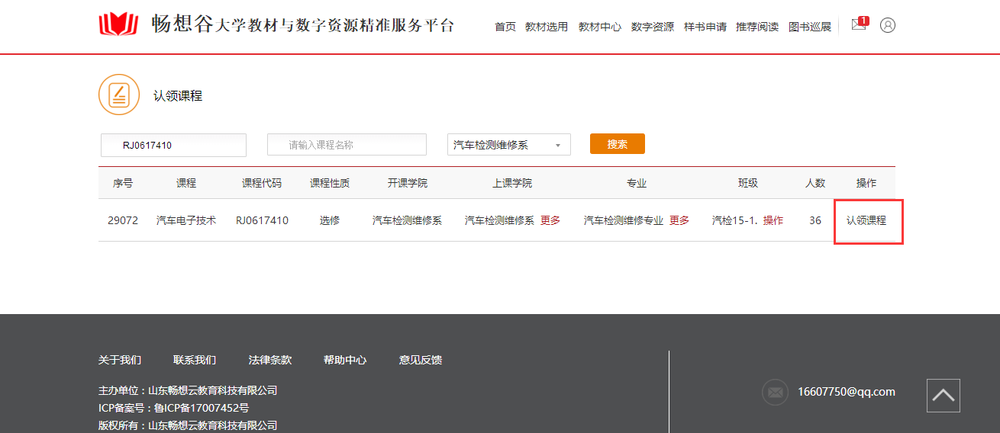 畅想谷大学教材与数字资源精准服务平台
首页 教材选用 教材中心 数字资源 样书申请 推荐阅读 图书巡展 1
认领课程
RJ0617410 请输入课程名称 汽车检测维修系 搜索
序号 课程 课程代码 课程性质 开课学院 上课学院 专业 班级 人数 操作
29072 汽车电子技术 RJ0617410 选修 汽车检测维修系 汽车检测维修系 更多 汽车检测维修专业 更多 汽检15-1. 操作 36 认领课程
关于我们 联系我们 法律条款 帮助中心 意见反馈
主办单位：山东畅想云教育科技有限公司
16607750@qq.com
ICP备案号：鲁ICP备17007452号
版权所有：山东畅想云教育科技有限公司